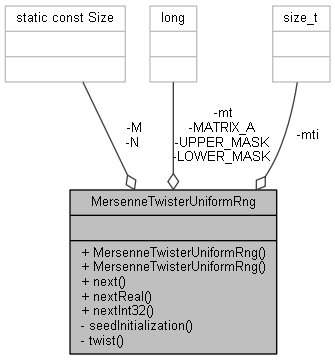 static const Size
long
size_t
-M
-N
-mt
-MATRIX_A
-UPPER_MASK
-LOWER_MASK
-mti
MersenneTwisterUniformRng
+ MersenneTwisterUniformRng()
+ MersenneTwisterUniformRng()
+ next()
+ nextReal()
+ nextInt32()
- seedInitialization()
- twist()